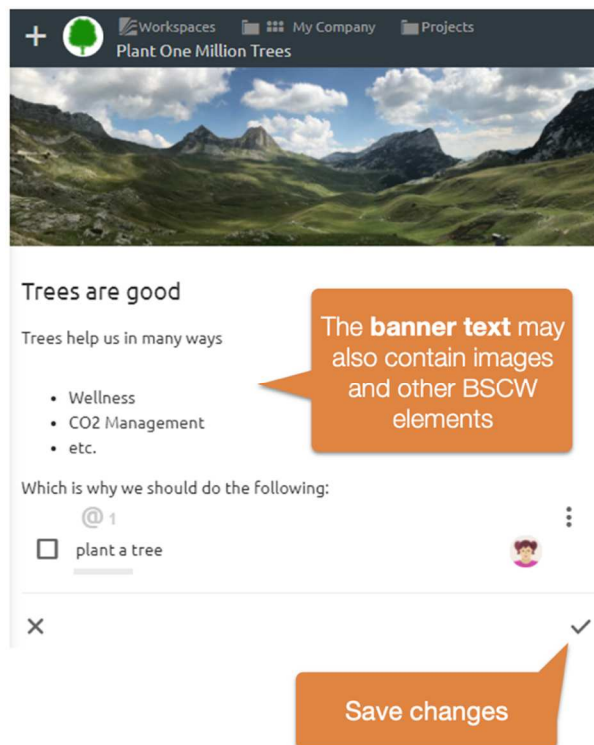 Workspaces My Company Projects
Plant One Million Trees
Trees are good
Trees help us in many ways
The banner text may
also contain images
and other BSCW
elements
• Wellness
• CO2 Management
• etc.
Which is why we should do the following:
@ 1
plant a tree
Save changes